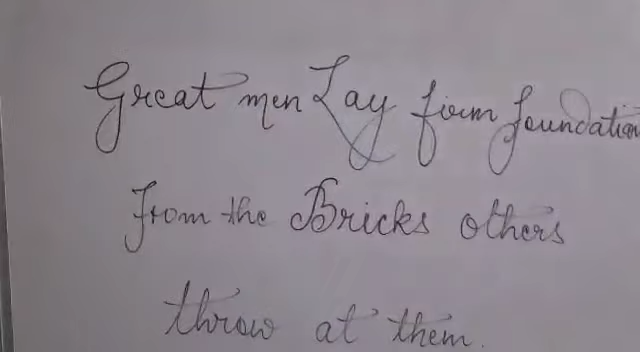 Great men Lay firm foundation
from the Bricks others
throw at them.